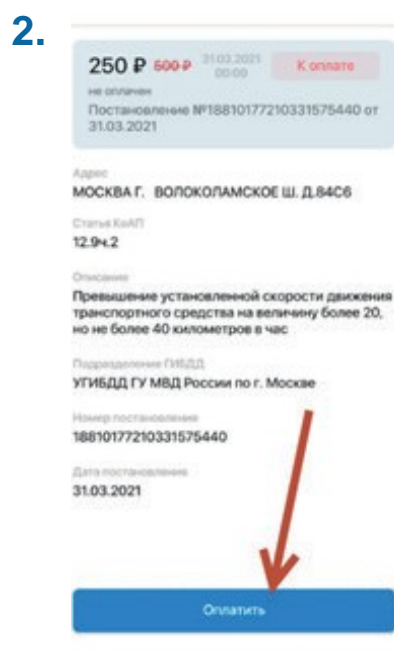 2.
250 ₽ 500 ₽ 31.03.2021 К оплате
00:00
не оплачен
Постановление №18810177210331575440 от
31.03.2021
Адрес
МОСКВА Г. ВОЛОКОЛАМСКОЕ Ш. Д.84С6
Статья КоАП
12.9ч.2
Описание
Превышение установленной скорости движения
транспортного средства на величину более 20,
но не более 40 километров в час
Подразделение ГИБДД
УГИБДД ГУ МВД России по г. Москве
Номер постановления
18810177210331575440
Дата постановления
31.03.2021
Оплатить